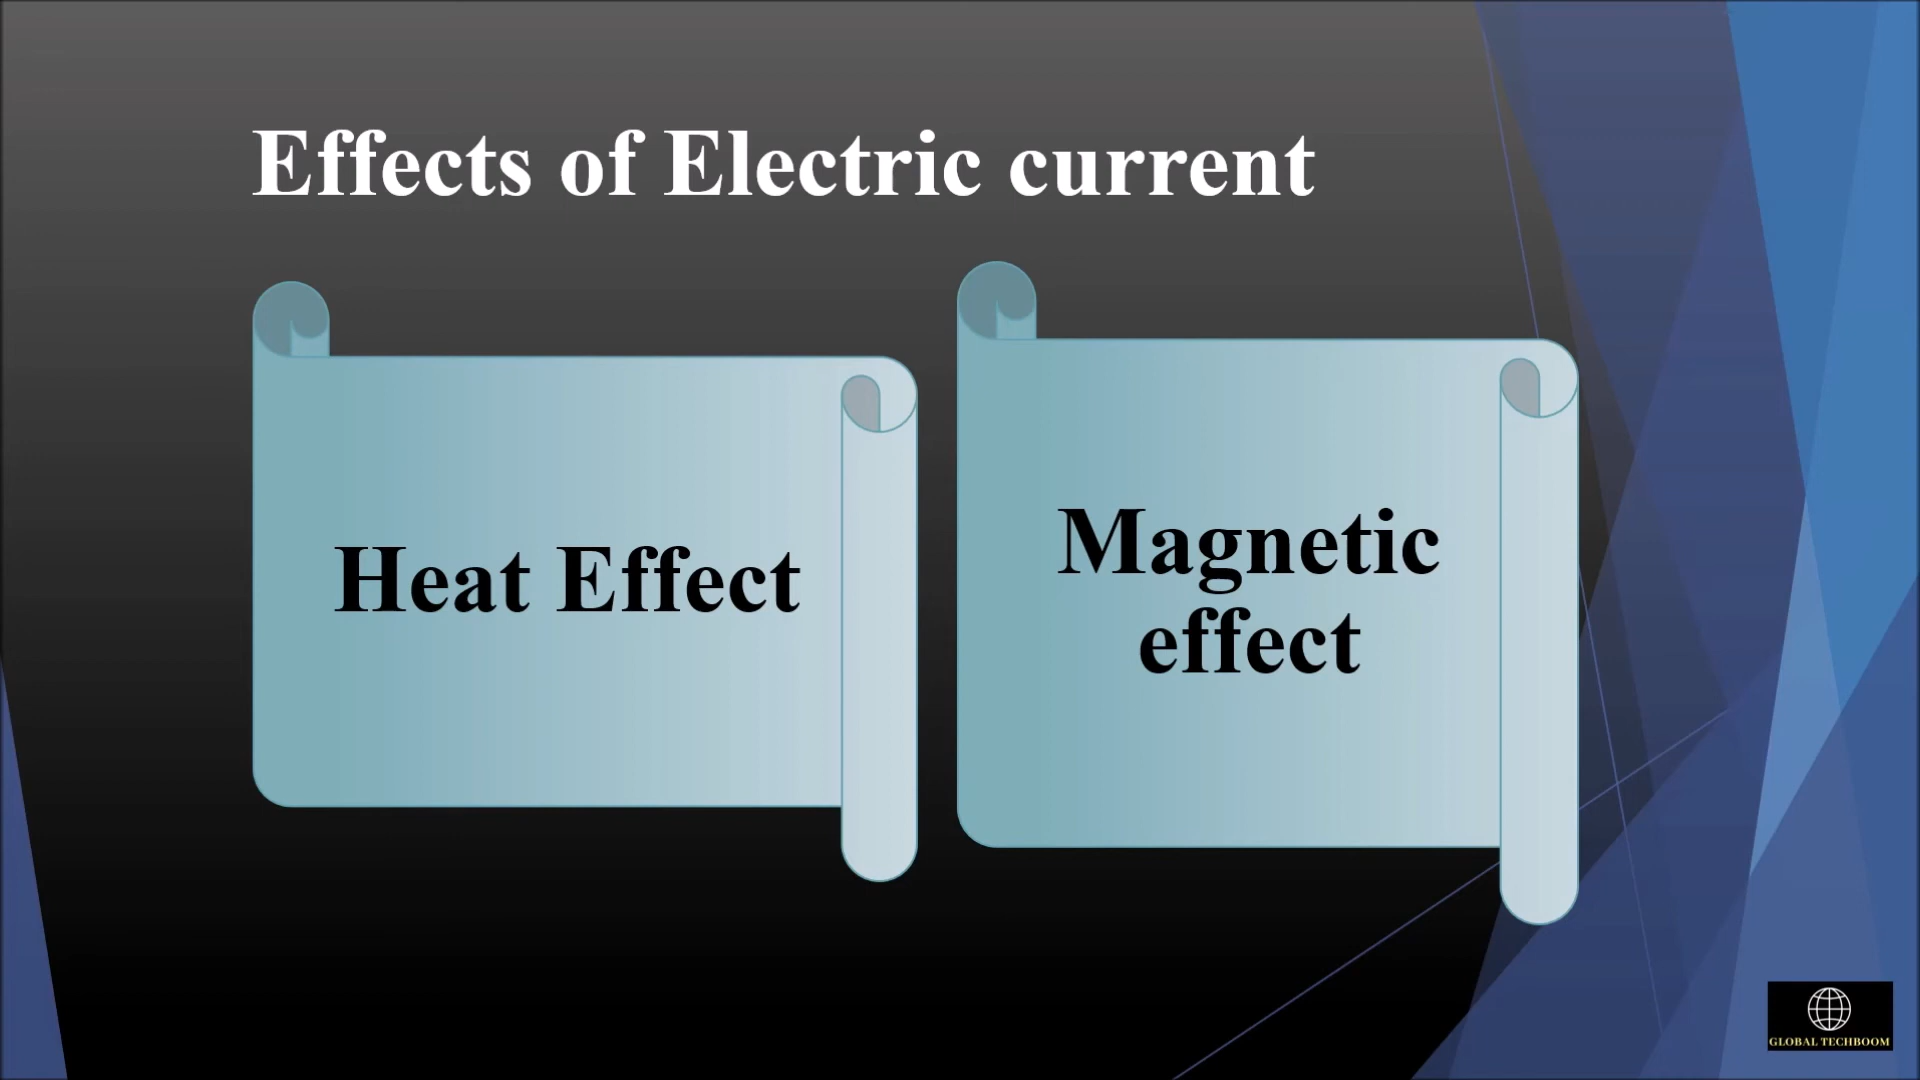 Effects of Electric current
Heat Effect
Magnetic
effect
GLOBAL TECHBOOM